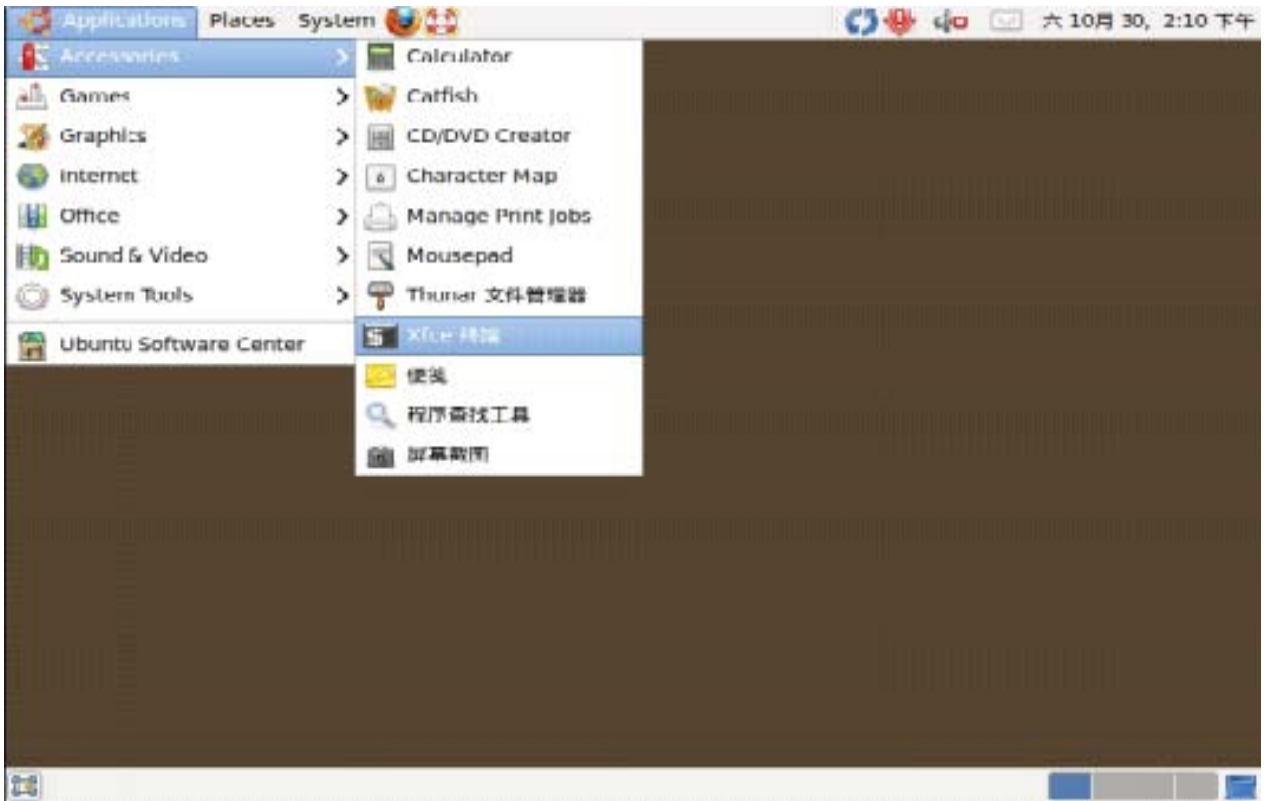 Applications Places System 六 10月 30, 2:10 下午
Accessories
Games
Graphics
Internet
Office
Sound & Video
System Tools
Ubuntu Software Center
Calculator
Catfish
CD/DVD Creator
Character Map
Manage Print Jobs
Mousepad
Thunar 文件管理器
Xfce 终端
便笺
程序查找工具
屏幕截图